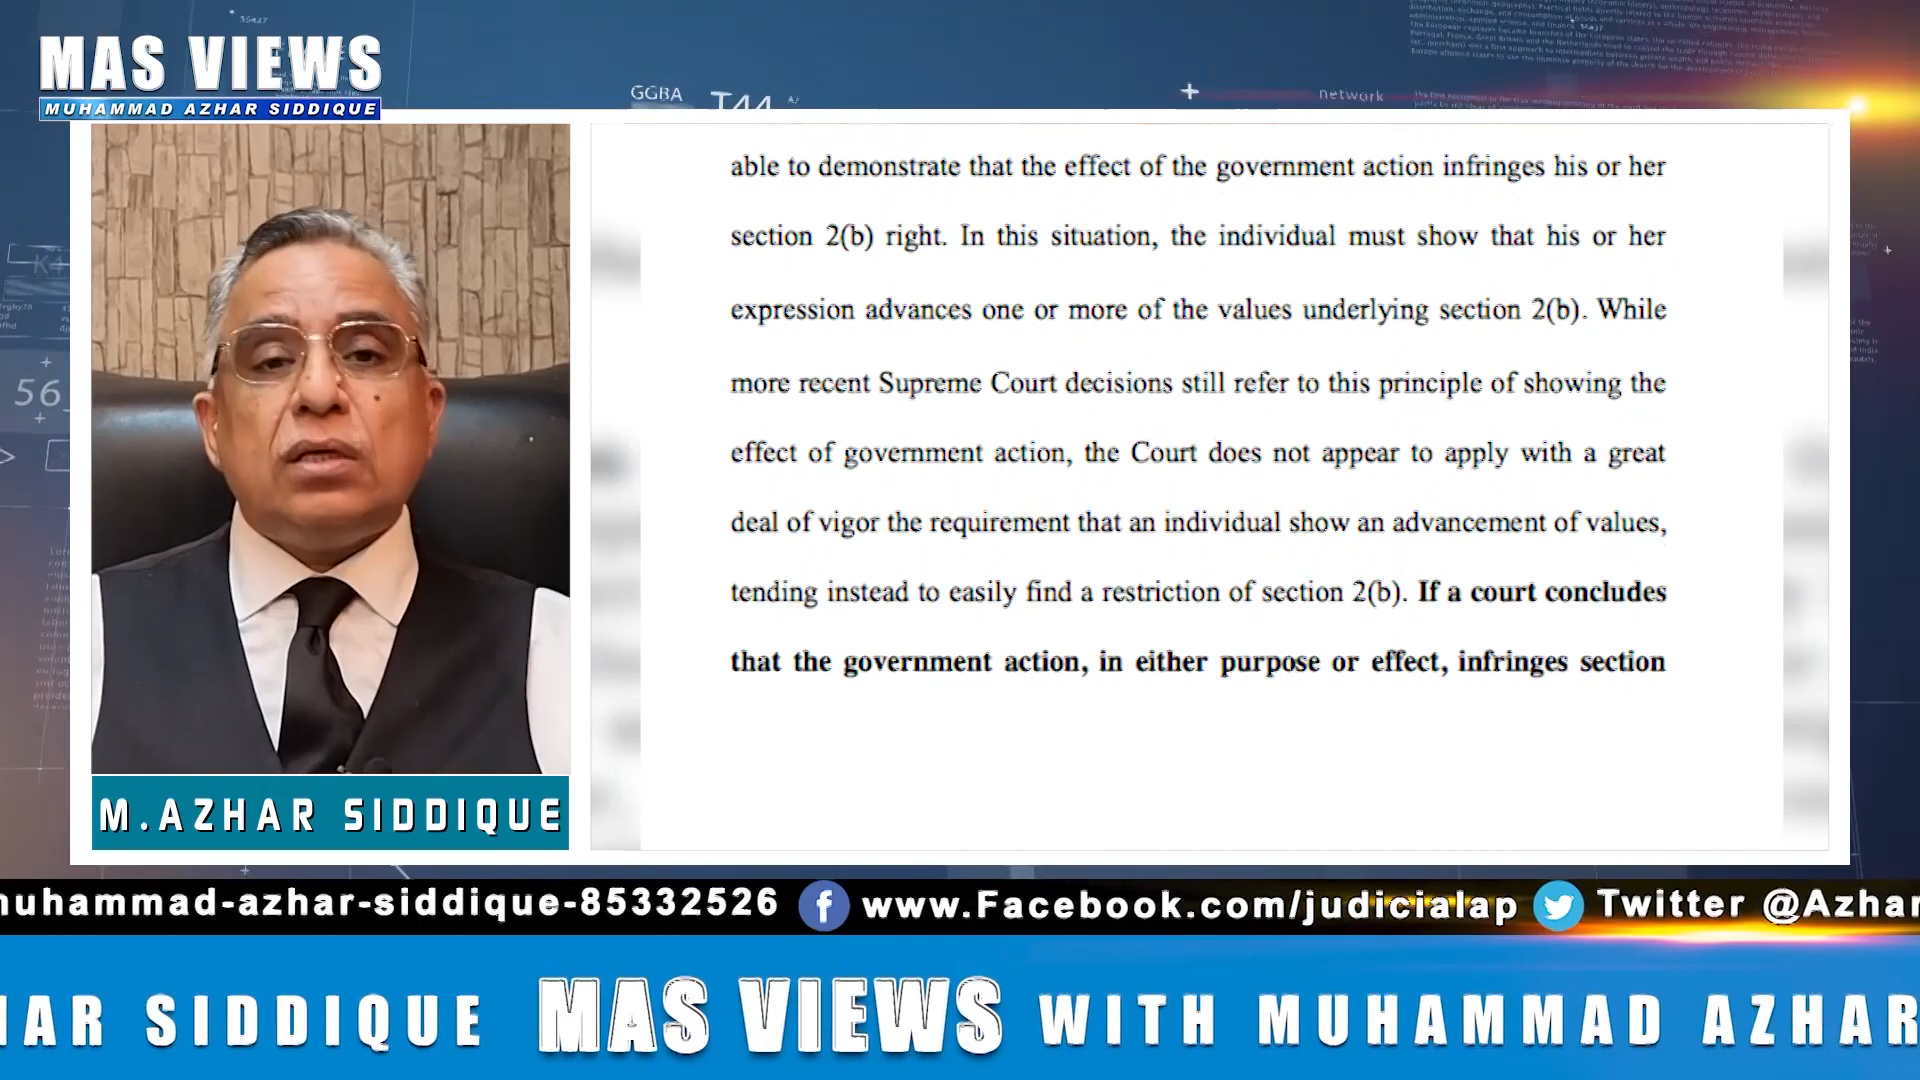 MAS VIEWS
MUHAMMAD AZHAR SIDDIQUE
GGBA
T44
network
35427
K4
56
able to demonstrate that the effect of the government action infringes his or her
section 2(b) right. In this situation, the individual must show that his or her
expression advances one or more of the values underlying section 2(b). While
more recent Supreme Court decisions still refer to this principle of showing the
effect of government action, the Court does not appear to apply with a great
deal of vigor the requirement that an individual show an advancement of values,
tending instead to easily find a restriction of section 2(b). If a court concludes
that the government action, in either purpose or effect, infringes section
M.AZHAR SIDDIQUE
muhammad-azhar-siddique-85332526 www.Facebook.com/judicialap Twitter @Azhar
HAR SIDDIQUE MAS VIEWS WITH MUHAMMAD AZHAR